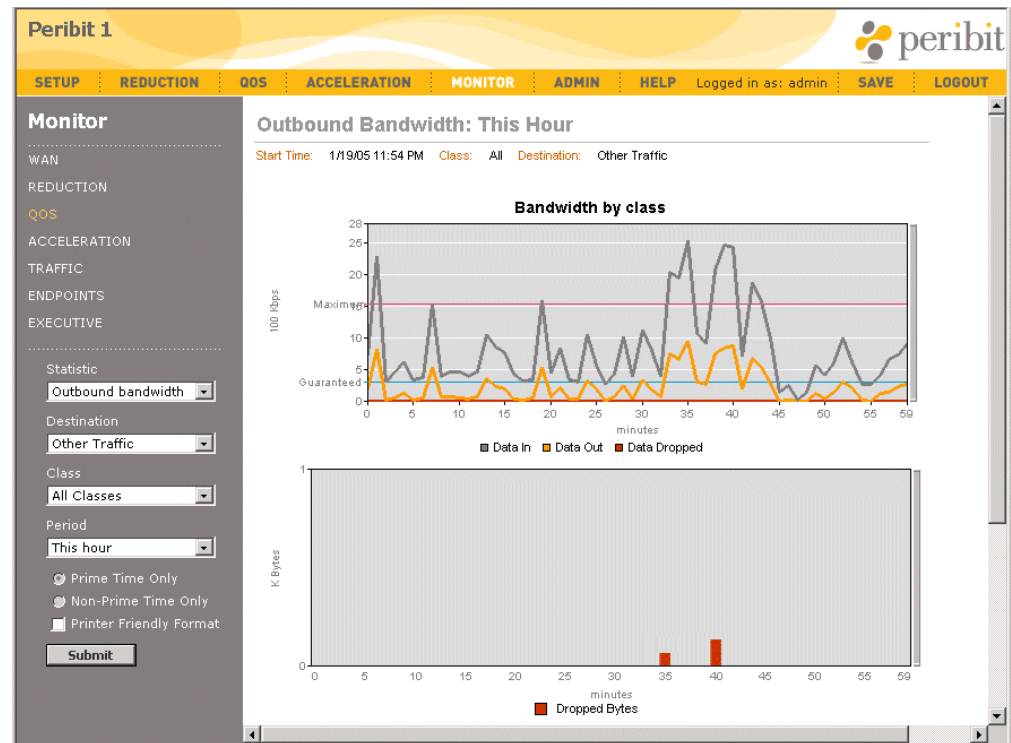 Peribit 1
peribit
SETUP REDUCTION QOS ACCELERATION MONITOR ADMIN HELP Logged in as: admin SAVE LOGOUT
Monitor
WAN
REDUCTION
QOS
ACCELERATION
TRAFFIC
ENDPOINTS
EXECUTIVE
Statistic
Outbound bandwidth
Destination
Other Traffic
Class
All Classes
Period
This hour
Prime Time Only
Non-Prime Time Only
Printer Friendly Format
Submit
Outbound Bandwidth: This Hour
Start Time: 1/19/05 11:54 PM Class: All Destination: Other Traffic
Bandwidth by class
28
25
20
Maximum
15
10
5
Guaranteed
0
100 Kbps
0 5 10 15 20 25 30 35 40 45 50 55 59
minutes
Data In Data Out Data Dropped
1
K Bytes
0
0 5 10 15 20 25 30 35 40 45 50 55 59
minutes
Dropped Bytes